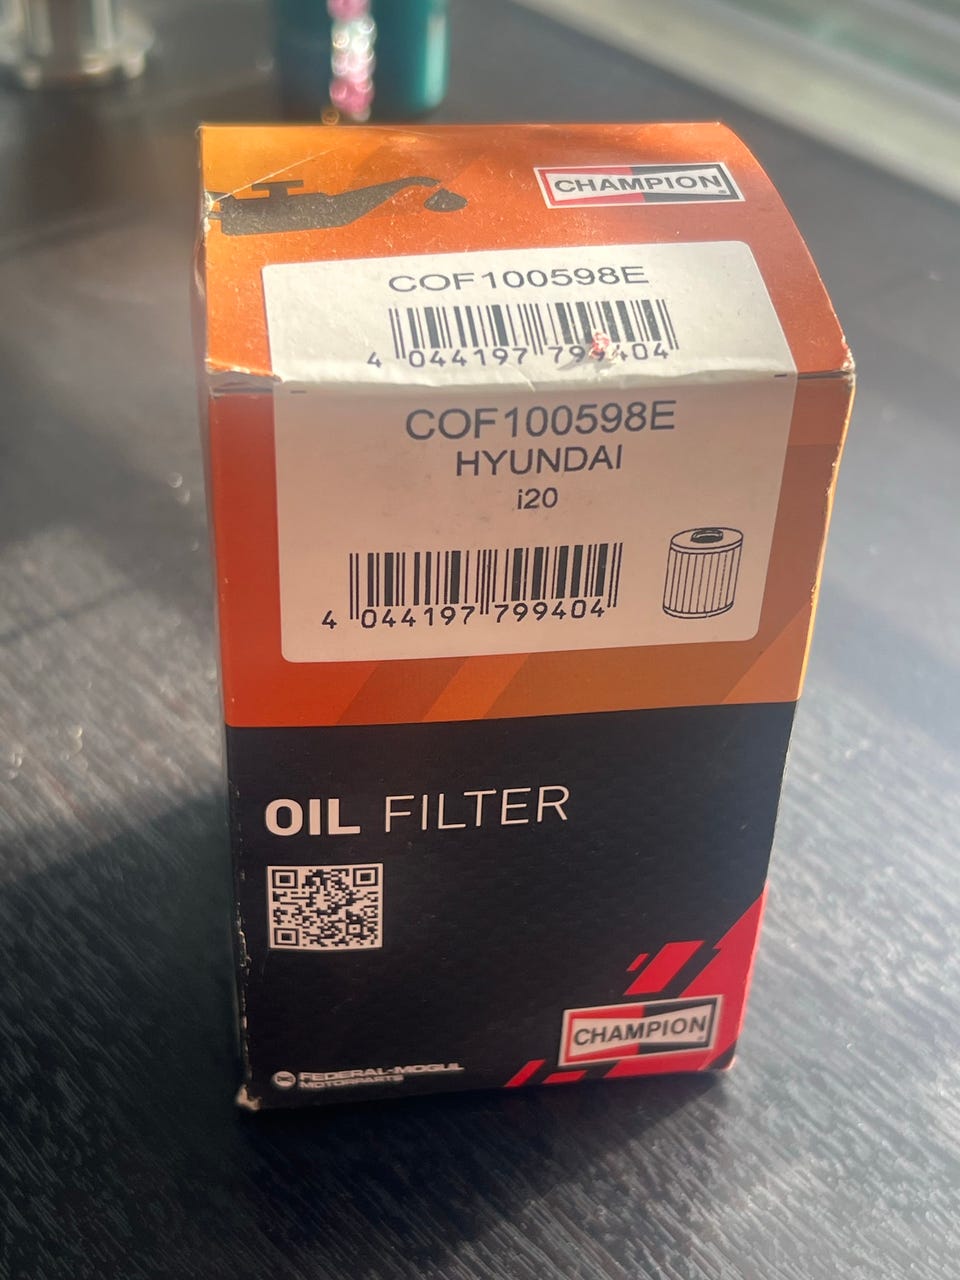 CHAMPION
COF100598E
4 044197 799404
COF100598E
HYUNDAI
i20
4 044197 799404
OIL FILTER
CHAMPION
FEDERAL-MOGUL
MOTORPARTS